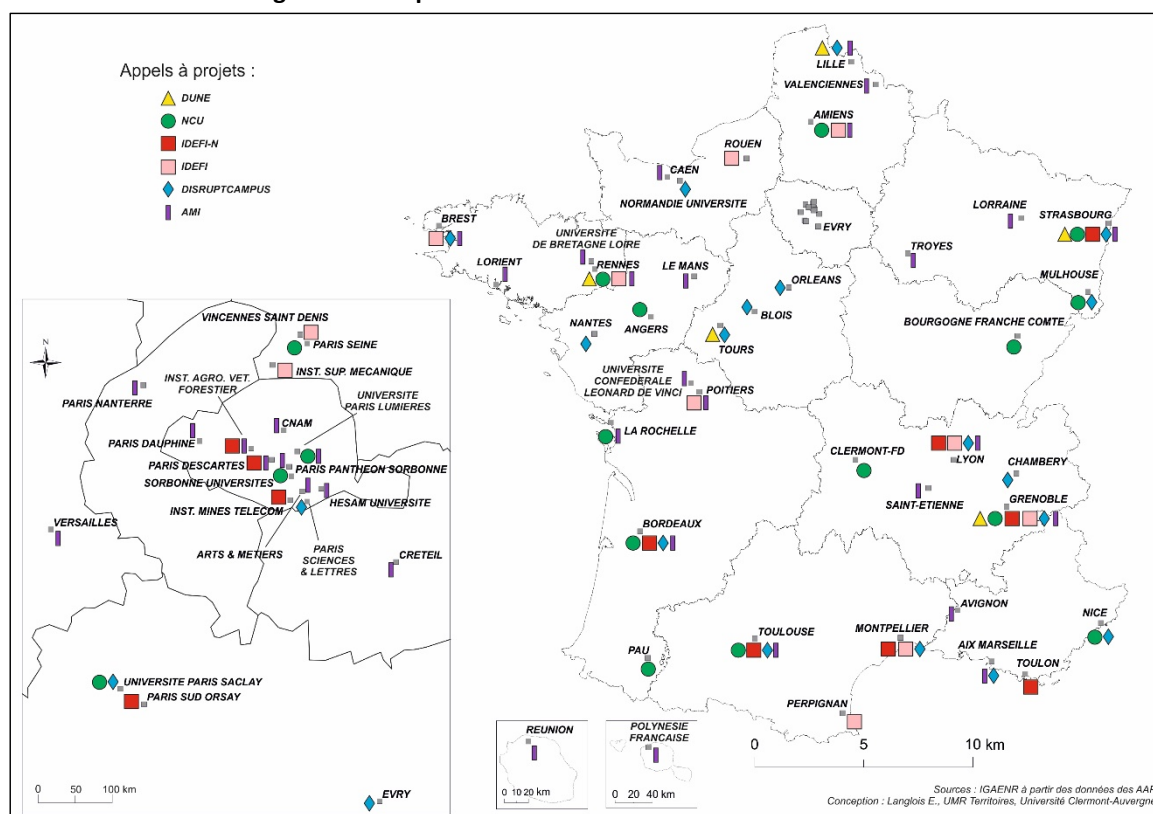 Appels à projets :
DUNE
NCU
IDEFI-N
IDEFI
DISRUPTCAMPUS
AMI
LILLE
VALENCIENNES
AMIENS
ROUEN
CAEN
NORMANDIE UNIVERSITE
EVRY
LORRAINE
STRASBOURG
TROYES
MULHOUSE
BREST
UNIVERSITE
DE BRETAGNE LOIRE
RENNES
LORIENT
LE MANS
ORLEANS
BLOIS
ANGERS
NANTES
TOURS
BOURGOGNE FRANCHE COMTE
UNIVERSITE
CONFEDERALE
LEONARD DE VINCI
POITIERS
LA ROCHELLE
CLERMONT-FD
LYON
CHAMBERY
SAINT-ETIENNE
GRENOBLE
BORDEAUX
AVIGNON
NICE
TOULOUSE
MONTPELLIER
AIX MARSEILLE
TOULON
PAU
PERPIGNAN
N
VINCENNES SAINT DENIS
PARIS SEINE
INST. SUP. MECANIQUE
INST. AGRO. VET.
FORESTIER
UNIVERSITE
PARIS LUMIERES
PARIS NANTERRE
CNAM
PARIS DAUPHINE
PARIS DESCARTES
PARIS PANTHEON SORBONNE
SORBONNE UNIVERSITES
HESAM UNIVERSITE
INST. MINES TELECOM
VERSAILLES
ARTS & METIERS
PARIS
SCIENCES
& LETTRES
CRETEIL
UNIVERSITE PARIS SACLAY
PARIS SUD ORSAY
EVRY
0 50 100 km
REUNION
0 10 20 km
POLYNESIE
FRANCAISE
0 20 40 km
0 5 10 km
Sources : IGAENR à partir des données des AAP
Conception : Langlois E., UMR Territoires, Université Clermont-Auvergne